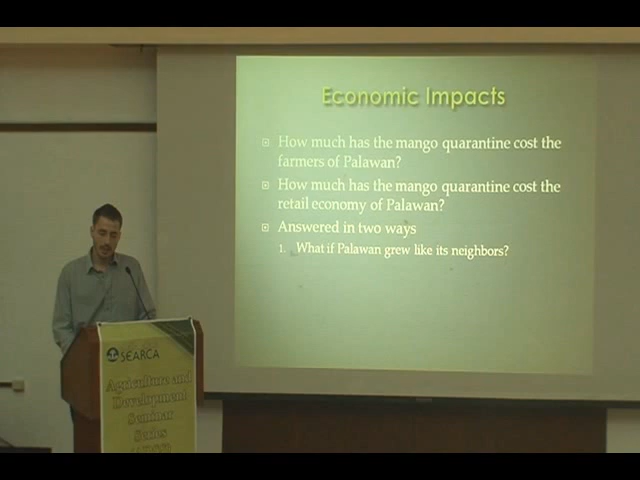 Economic Impacts
How much has the mango quarantine cost the
farmers of Palawan?
How much has the mango quarantine cost the
retail economy of Palawan?
Answered in two ways
1. What if Palawan grew like its neighbors?
SEARCA
Agriculture and
Development
Seminar
Series